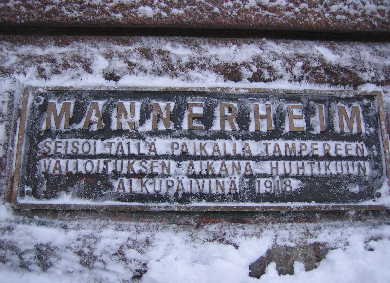 MANNERHEIM
SEISOI TÄLLÄ PAIKALLA TAMPEREEN
VALLOITUKSEN AIKANA HUHTIKUUN
ALKUPÄIVINÄ 1918